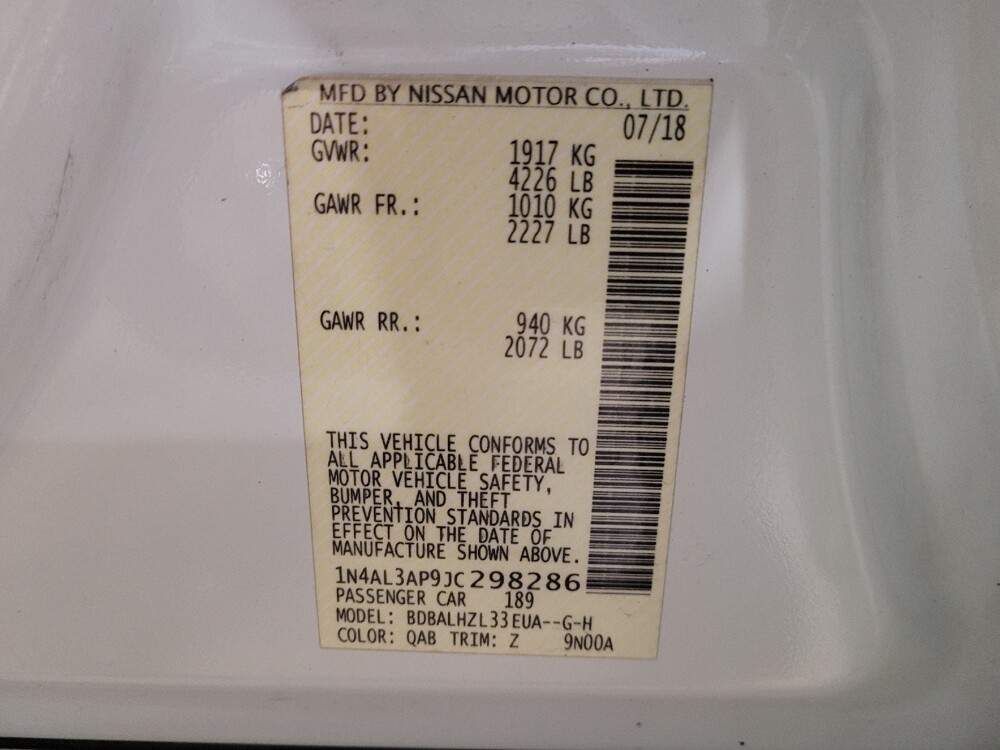 MFD BY NISSAN MOTOR CO., LTD.
DATE: 07/18
GVWR: 1917 KG
4226 LB
GAWR FR.: 1010 KG
2227 LB
GAWR RR.: 940 KG
2072 LB
THIS VEHICLE CONFORMS TO
ALL APPLICABLE FEDERAL
MOTOR VEHICLE SAFETY,
BUMPER, AND THEFT
PREVENTION STANDARDS IN
EFFECT ON THE DATE OF
MANUFACTURE SHOWN ABOVE.
1N4AL3AP9JC298286
PASSENGER CAR 189
MODEL: BDBALHZL33EUA--G-H
COLOR: QAB TRIM: Z 9N00A